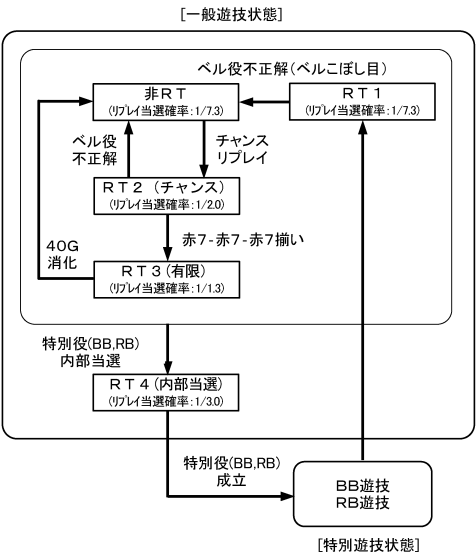 [一般遊技状態]
ベル役不正解(ベルこぼし目)
非RT
(リプレイ当選確率:1/7.3)
RT1
(リプレイ当選確率:1/7.3)
ベル役
不正解
チャンス
リプレイ
RT2(チャンス)
(リプレイ当選確率:1/2.0)
赤7-赤7-赤7揃い
40G
消化
RT3(有限)
(リプレイ当選確率:1/1.3)
特別役(BB,RB)
内部当選
RT4(内部当選)
(リプレイ当選確率:1/3.0)
特別役(BB,RB)
成立
BB遊技
RB遊技
[特別遊技状態]